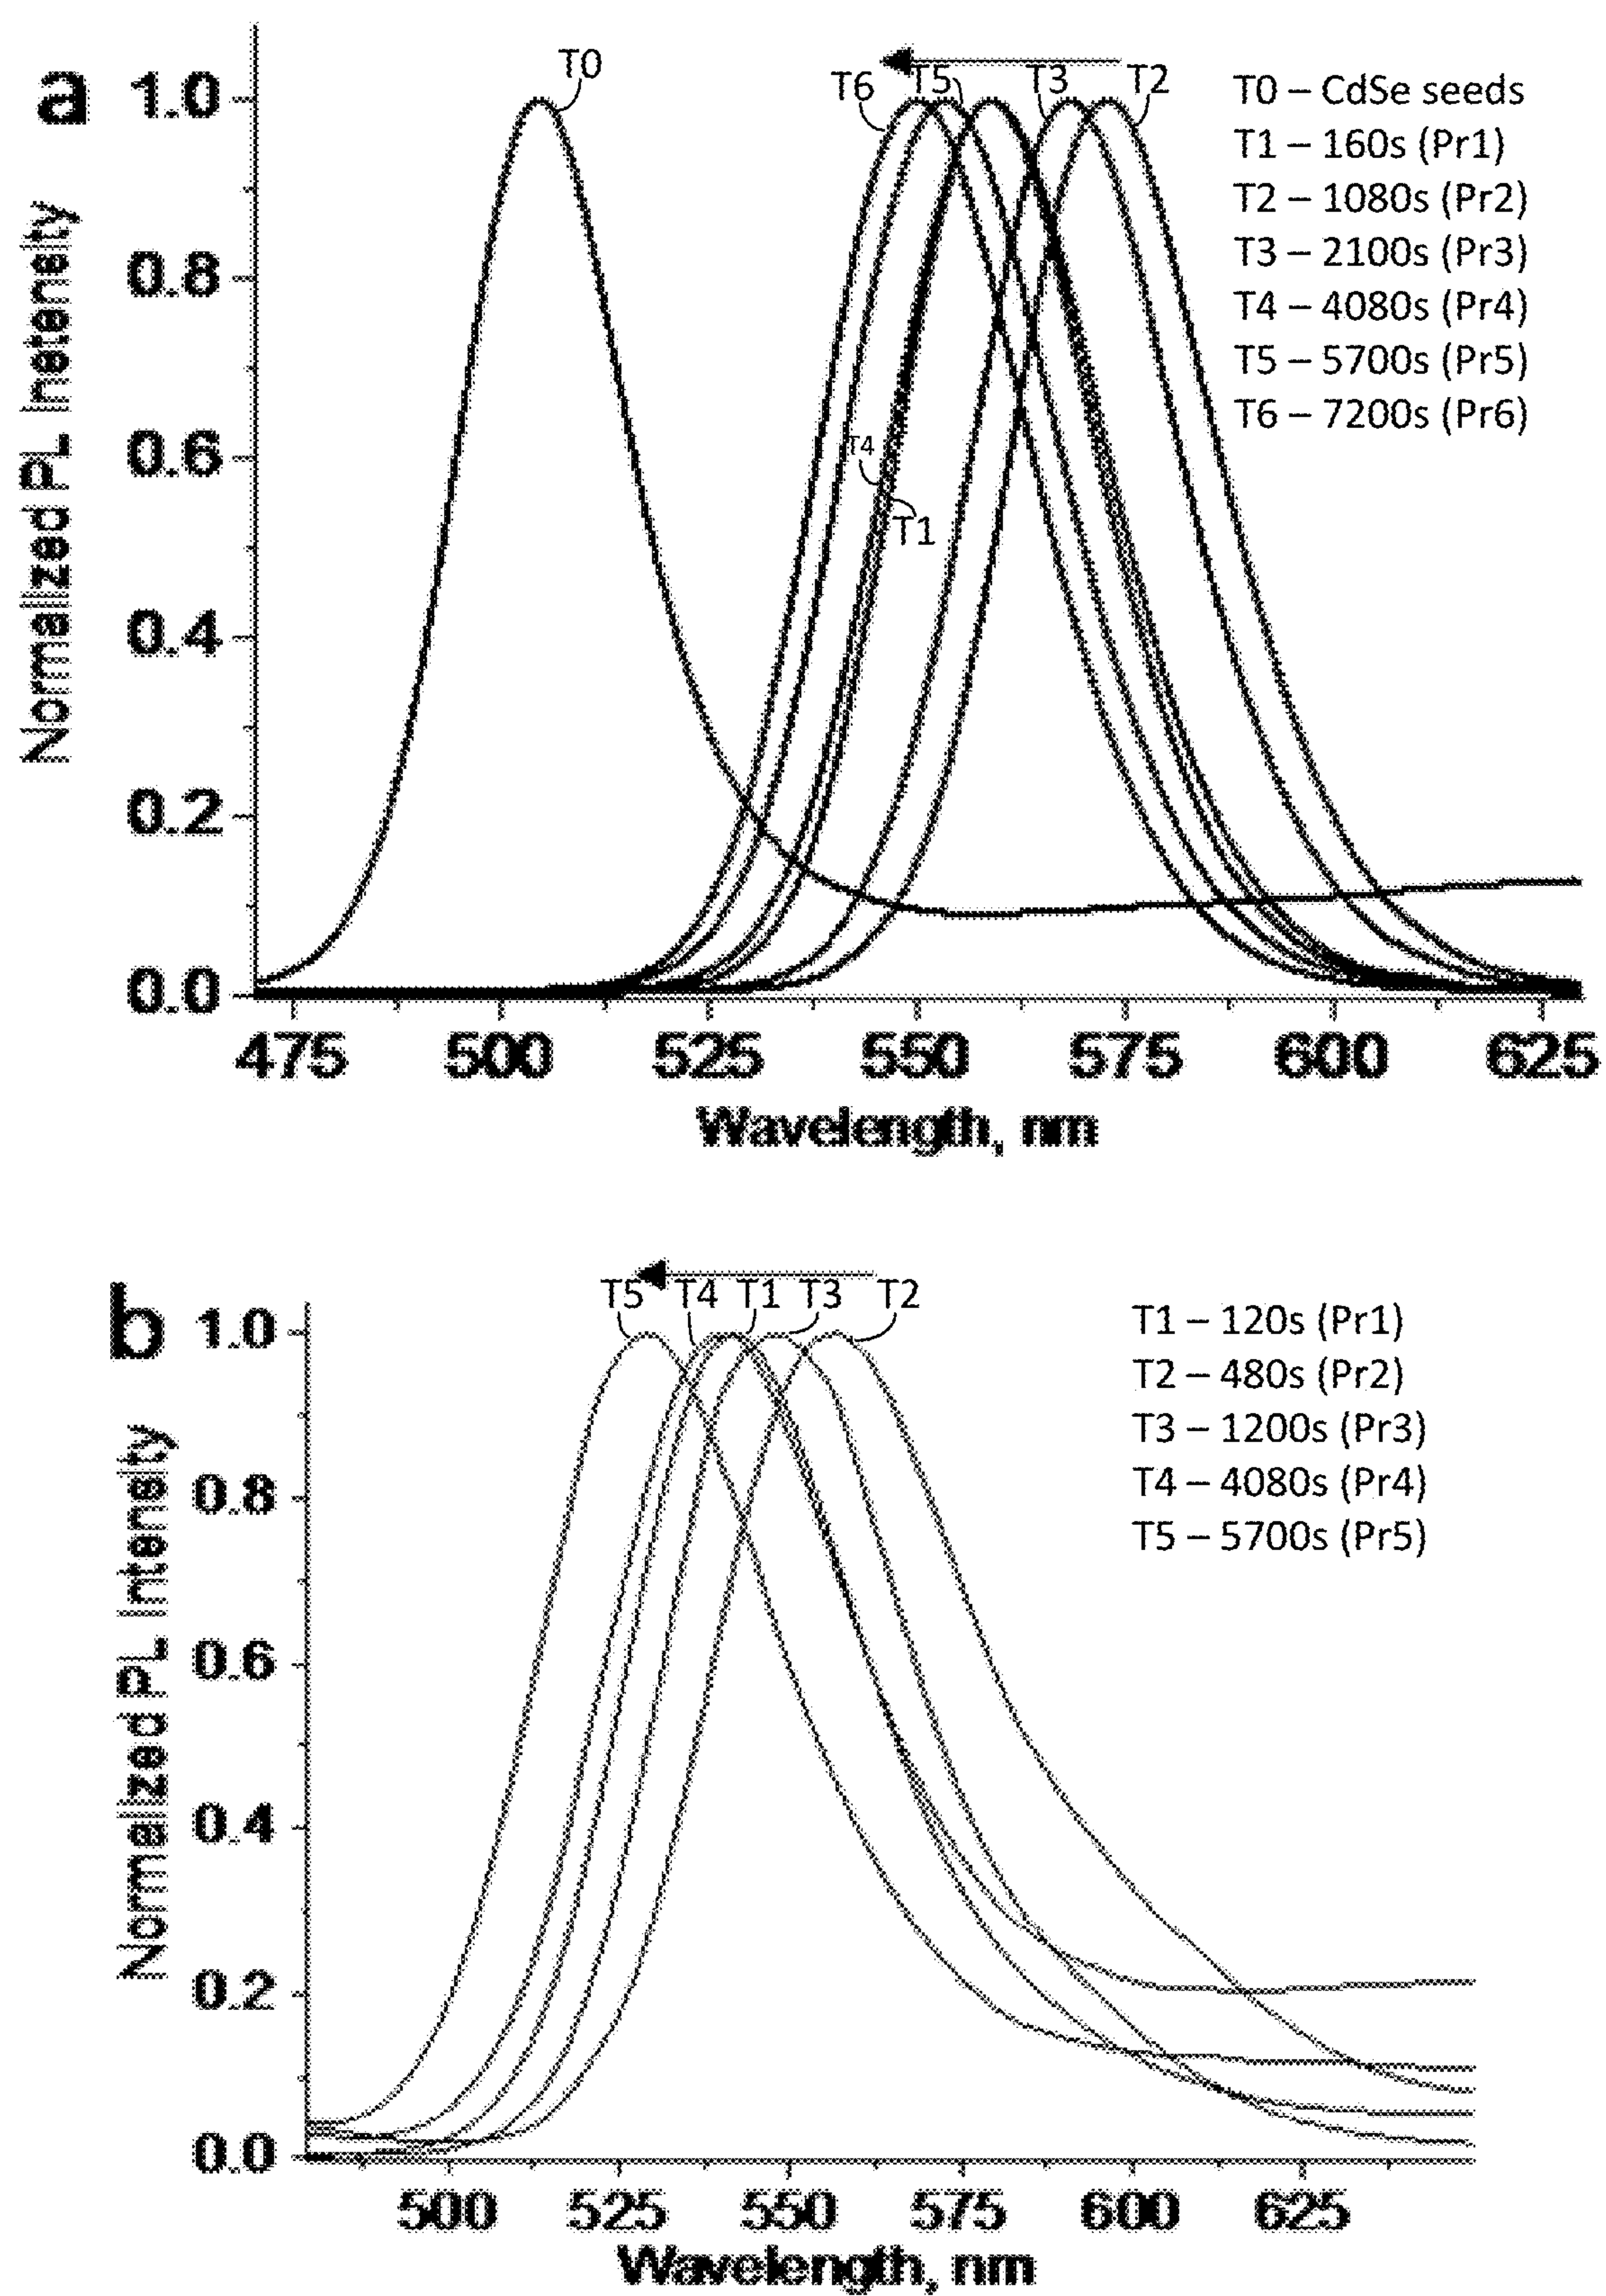 a
T0
T6
T5
T3
T2
T4
T1
T0 – CdSe seeds
T1 – 160s (Pr1)
T2 – 1080s (Pr2)
T3 – 2100s (Pr3)
T4 – 4080s (Pr4)
T5 – 5700s (Pr5)
T6 – 7200s (Pr6)
Normalized PL Inetensity
1.0
0.8
0.6
0.4
0.2
0.0
475 500 525 550 575 600 625
Wavelength, nm
b
T5 T4 T1 T3 T2
T1 – 120s (Pr1)
T2 – 480s (Pr2)
T3 – 1200s (Pr3)
T4 – 4080s (Pr4)
T5 – 5700s (Pr5)
Normalized PL Intensity
1.0
0.8
0.6
0.4
0.2
0.0
500 525 550 575 600 625
Wavelength, nm